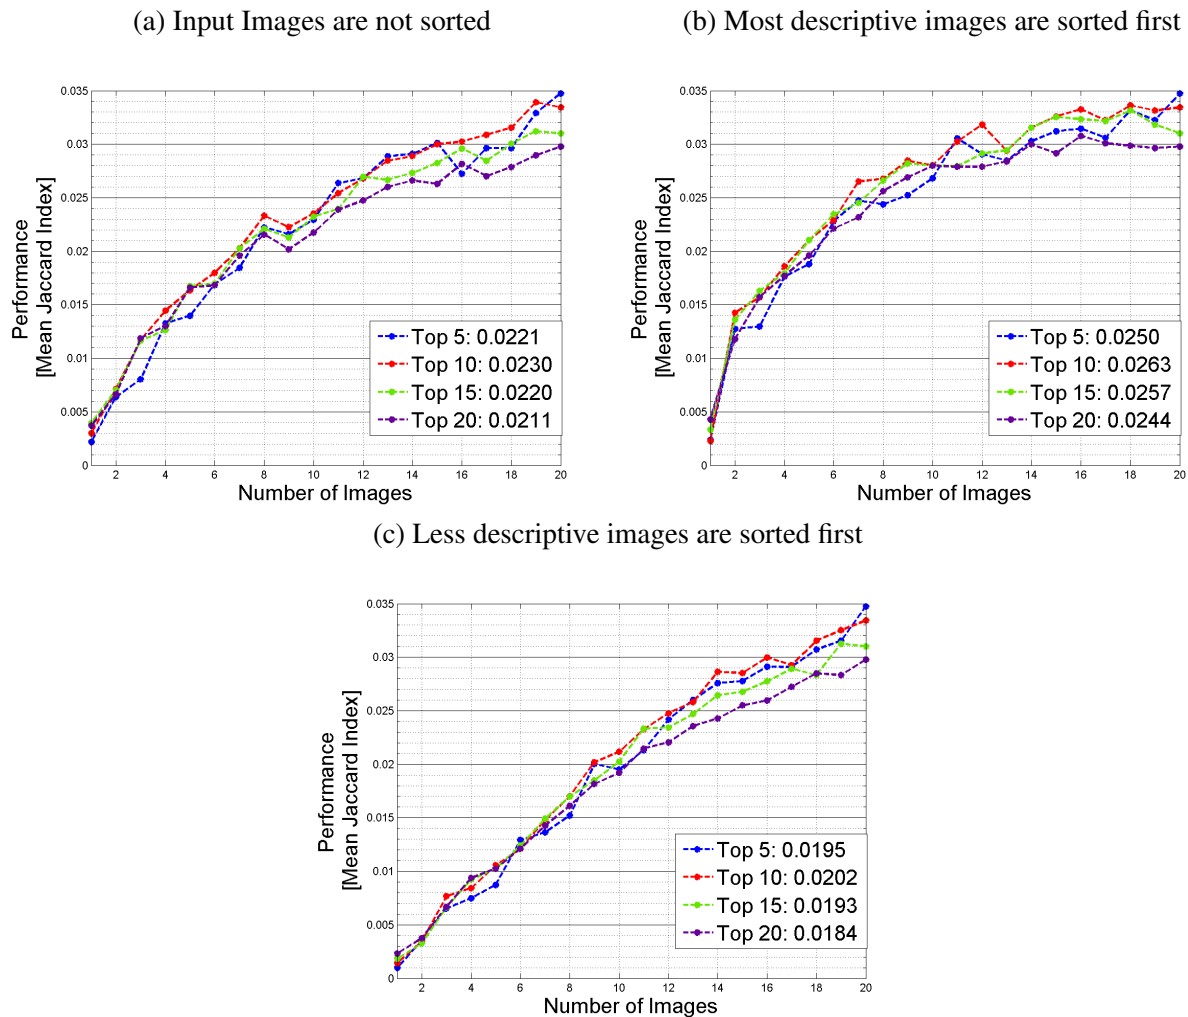 (a) Input Images are not sorted
(b) Most descriptive images are sorted first
0.035
0.03
0.025
0.02
0.015
0.01
0.005
0
Performance
[Mean Jaccard Index]
Top 5: 0.0221
Top 10: 0.0230
Top 15: 0.0220
Top 20: 0.0211
2 4 6 8 10 12 14 16 18 20
Number of Images
0.035
0.03
0.025
0.02
0.015
0.01
0.005
0
Performance
[Mean Jaccard Index]
Top 5: 0.0250
Top 10: 0.0263
Top 15: 0.0257
Top 20: 0.0244
2 4 6 8 10 12 14 16 18 20
Number of Images
(c) Less descriptive images are sorted first
0.035
0.03
0.025
0.02
0.015
0.01
0.005
0
Performance
[Mean Jaccard Index]
Top 5: 0.0195
Top 10: 0.0202
Top 15: 0.0193
Top 20: 0.0184
2 4 6 8 10 12 14 16 18 20
Number of Images